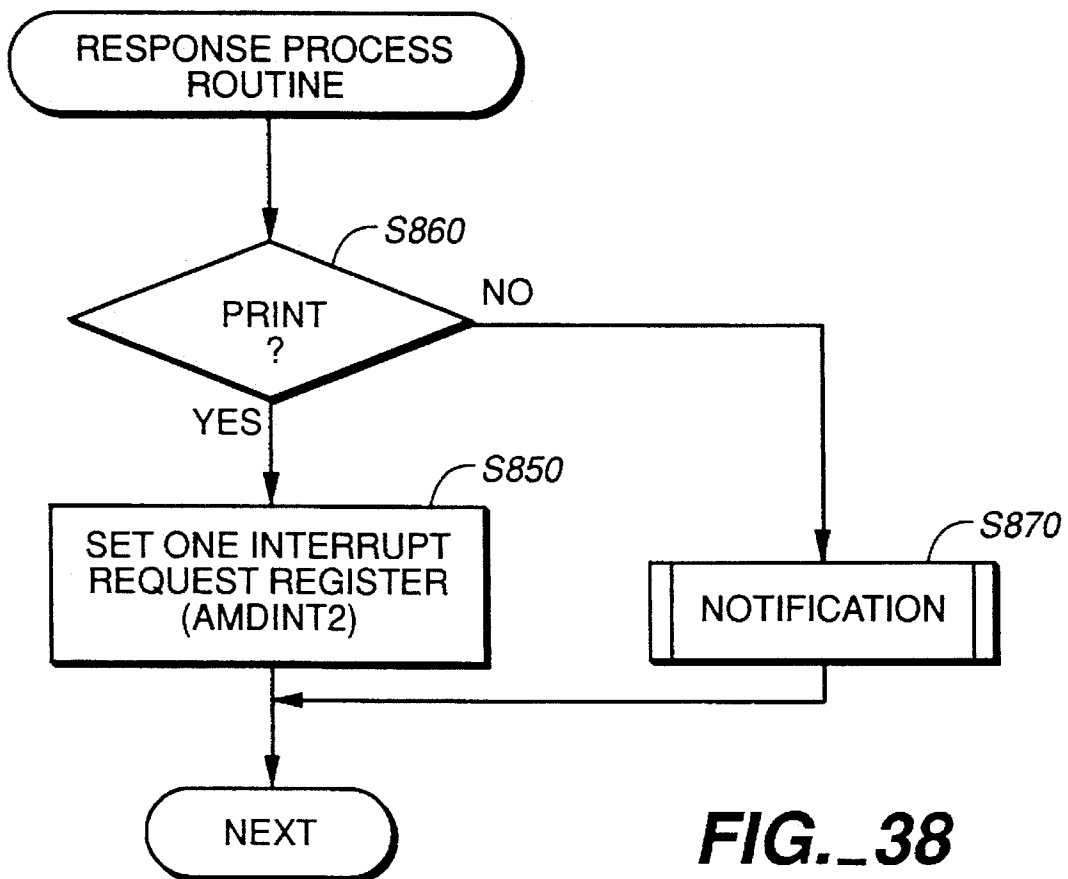 RESPONSE PROCESS
ROUTINE
S860
PRINT
?
NO
YES
S850
SET ONE INTERRUPT
REQUEST REGISTER
(AMDINT2)
S870
NOTIFICATION
NEXT
FIG._38